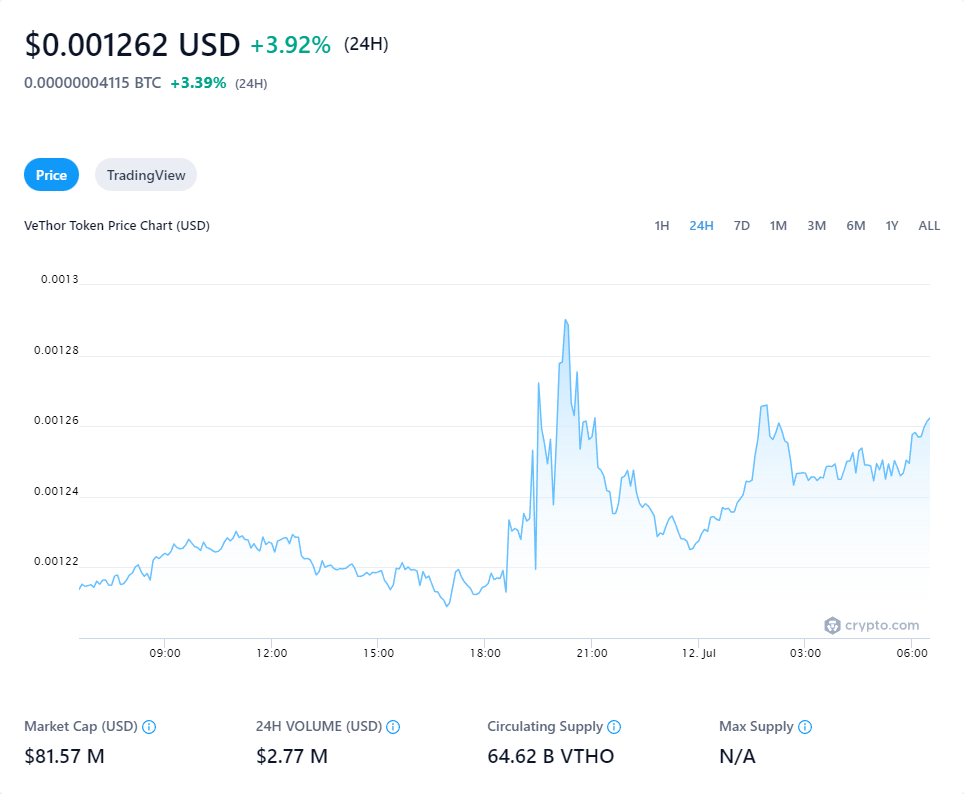 $0.001262 USD +3.92% (24H)
0.00000004115 BTC +3.39% (24H)
Price TradingView
VeThor Token Price Chart (USD) 1H 24H 7D 1M 3M 6M 1Y ALL
0.0013
0.00128
0.00126
0.00124
0.00122
crypto.com
09:00 12:00 15:00 18:00 21:00 12. Jul 03:00 06:00
Market Cap (USD) 24H VOLUME (USD) Circulating Supply Max Supply
$81.57 M $2.77 M 64.62 B VTHO N/A